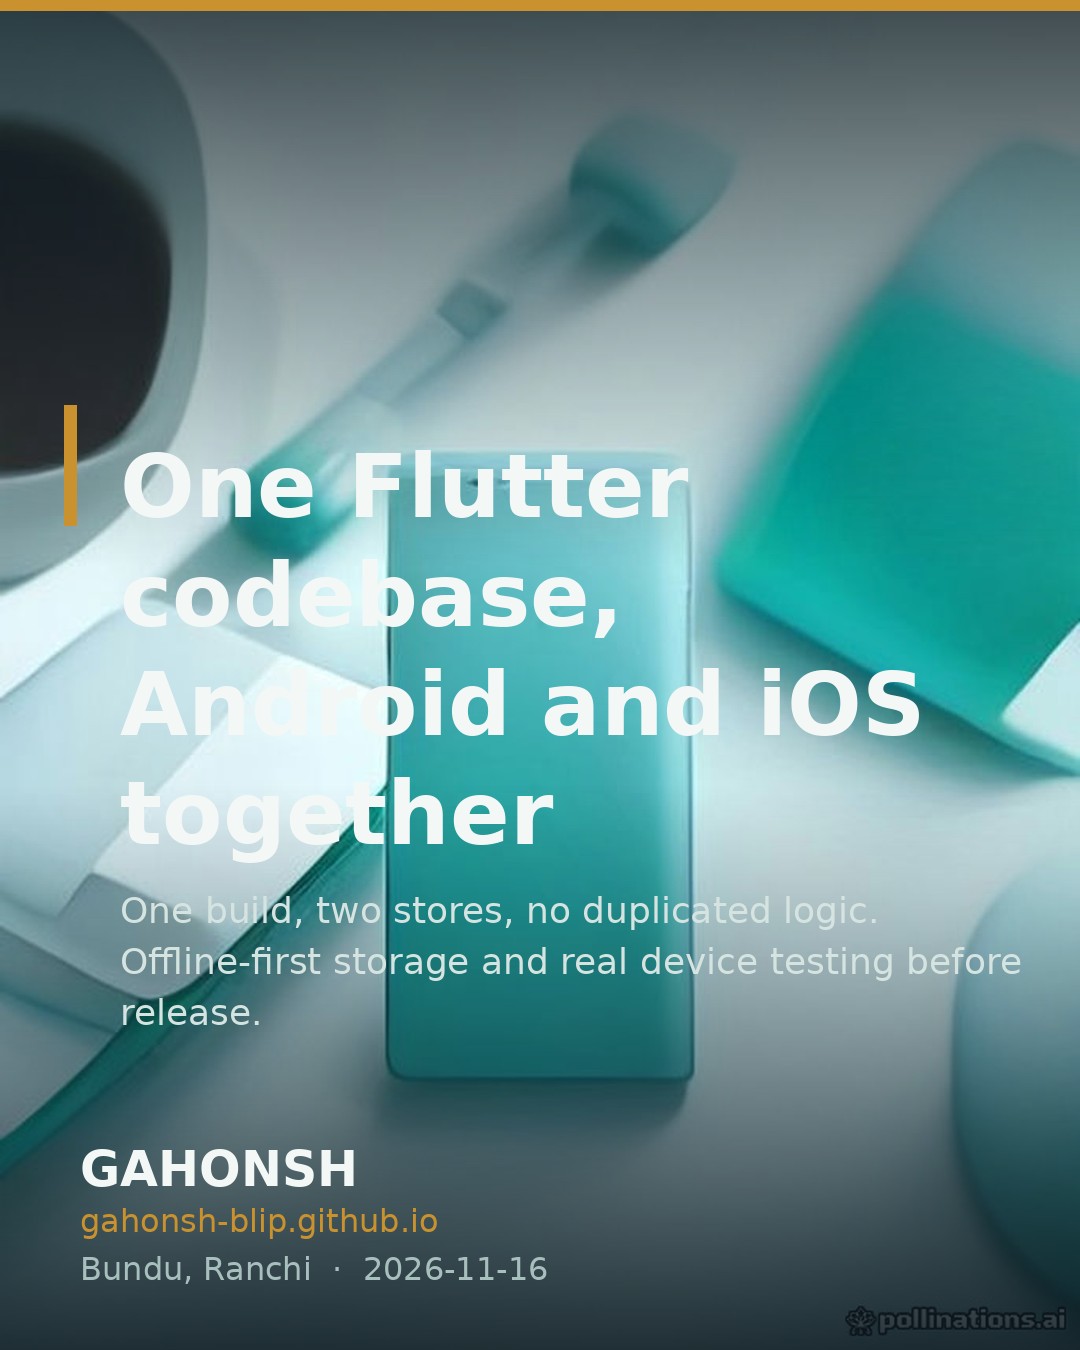 One Flutter
codebase,
Android and iOS
together
One build, two stores, no duplicated logic.
Offline-first storage and real device testing before
release.
GAHONSH
gahonsh-blip.github.io
Bundu, Ranchi · 2026-11-16
pollinations.ai